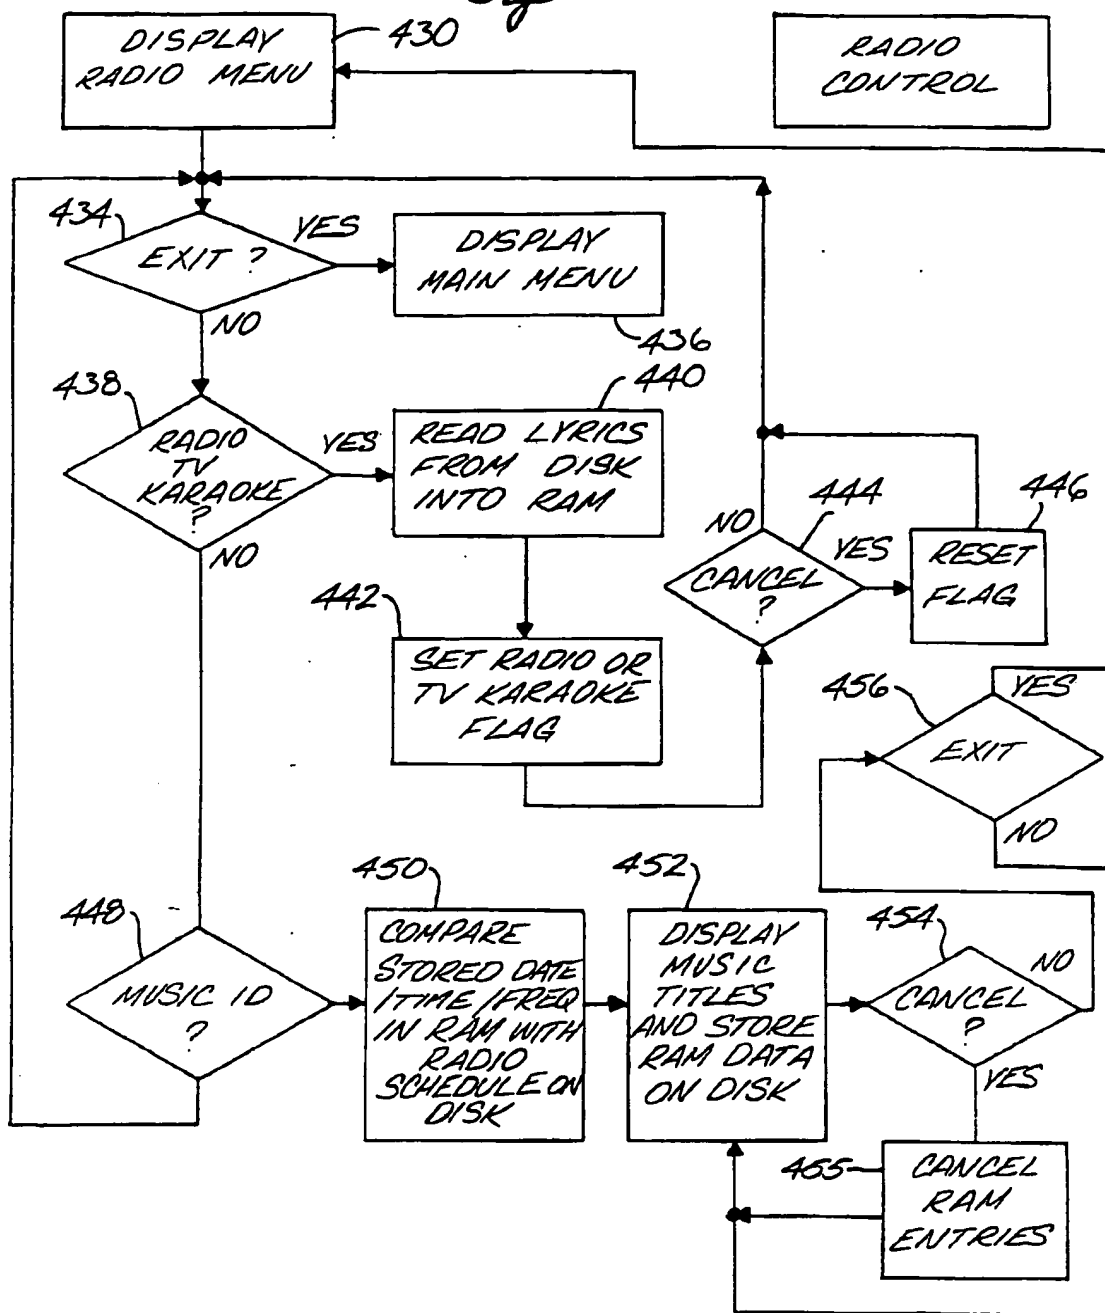 DISPLAY
RADIO MENU
430
RADIO
CONTROL
434
EXIT ?
YES
NO
DISPLAY
MAIN MENU
436
438
RADIO
TV
KARAOKE
?
YES
NO
440
READ LYRICS
FROM DISK
INTO RAM
442
SET RADIO OR
TV KARAOKE
FLAG
444
NO
CANCEL
?
YES
446
RESET
FLAG
456
YES
EXIT
NO
448
MUSIC ID
?
450
COMPARE
STORED DATE
/TIME/FREQ
IN RAM WITH
RADIO
SCHEDULE ON
DISK
452
DISPLAY
MUSIC
TITLES
AND STORE
RAM DATA
ON DISK
454
NO
CANCEL
?
YES
465
CANCEL
RAM
ENTRIES